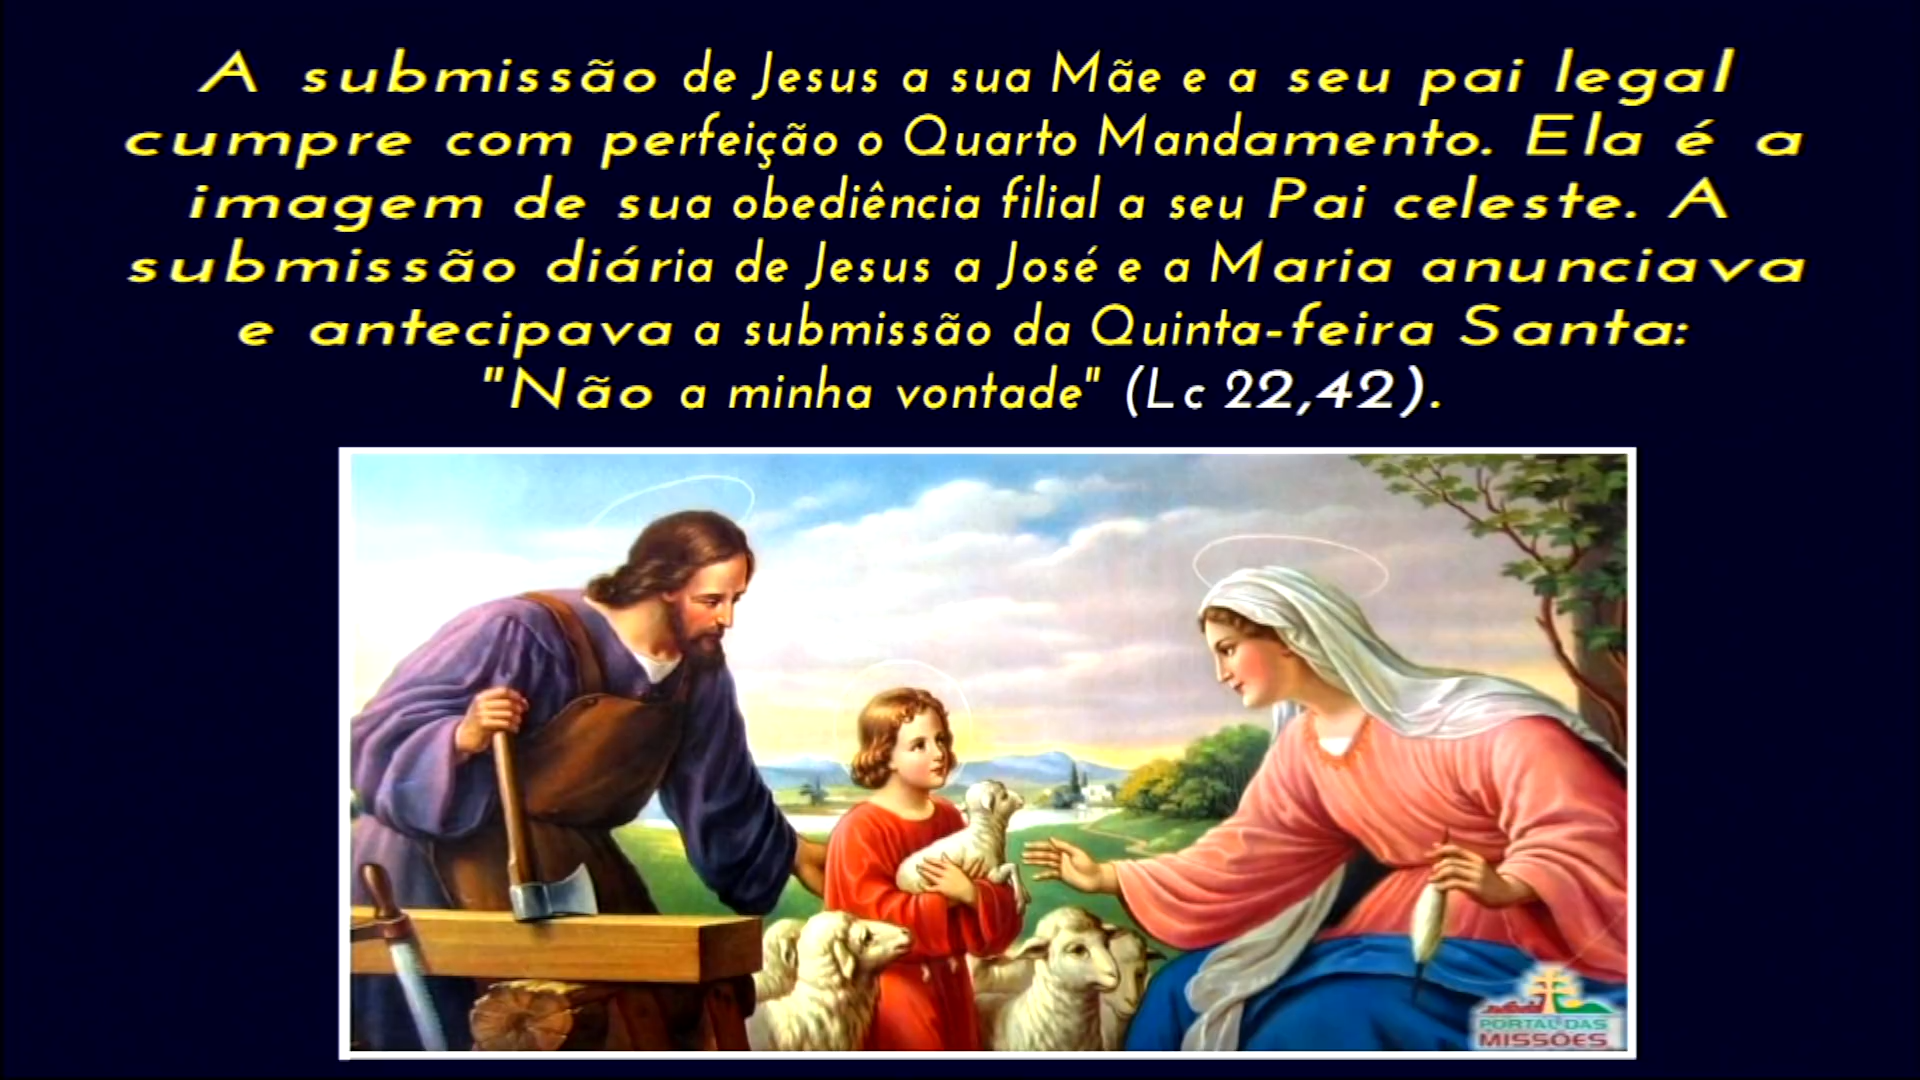 A submissão de Jesus a sua Mãe e a seu pai legal
cumpre com perfeição o Quarto Mandamento. Ela é a
imagem de sua obediência filial a seu Pai celeste. A
submissão diária de Jesus a José e a Maria anunciava
e antecipava a submissão da Quinta-feira Santa:
"Não a minha vontade" (Lc 22,42).
PORTAL DAS
MISSÕES